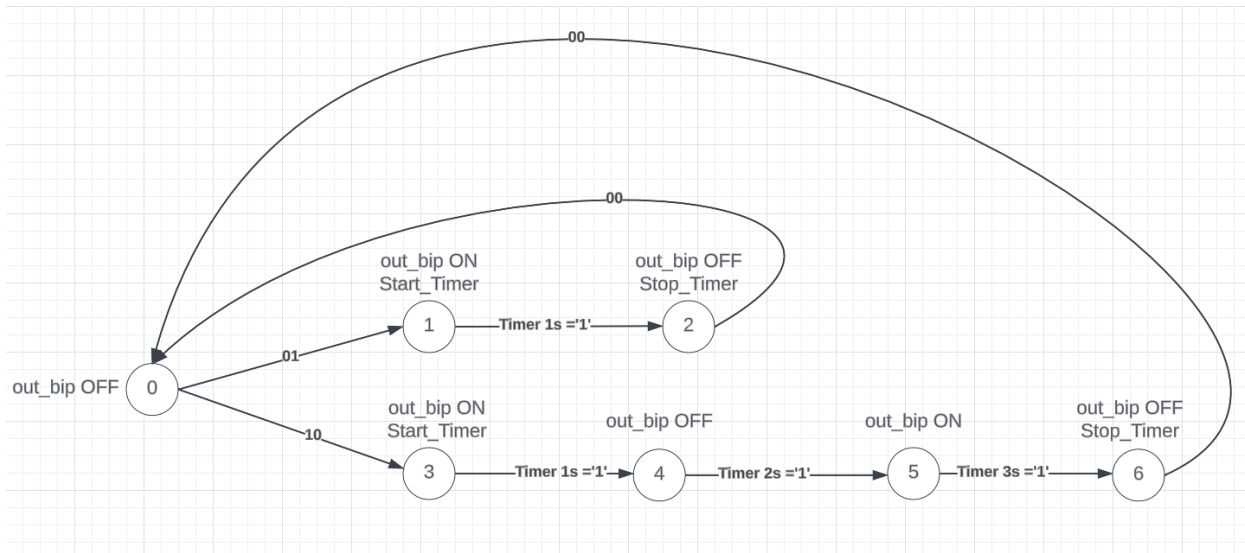 00
00
out_bip ON
Start_Timer
out_bip OFF
Stop_Timer
1
Timer 1s ='1'
2
01
out_bip OFF
0
10
out_bip ON
Start_Timer
out_bip OFF
out_bip ON
out_bip OFF
Stop_Timer
3
Timer 1s ='1'
4
Timer 2s ='1'
5
Timer 3s ='1'
6